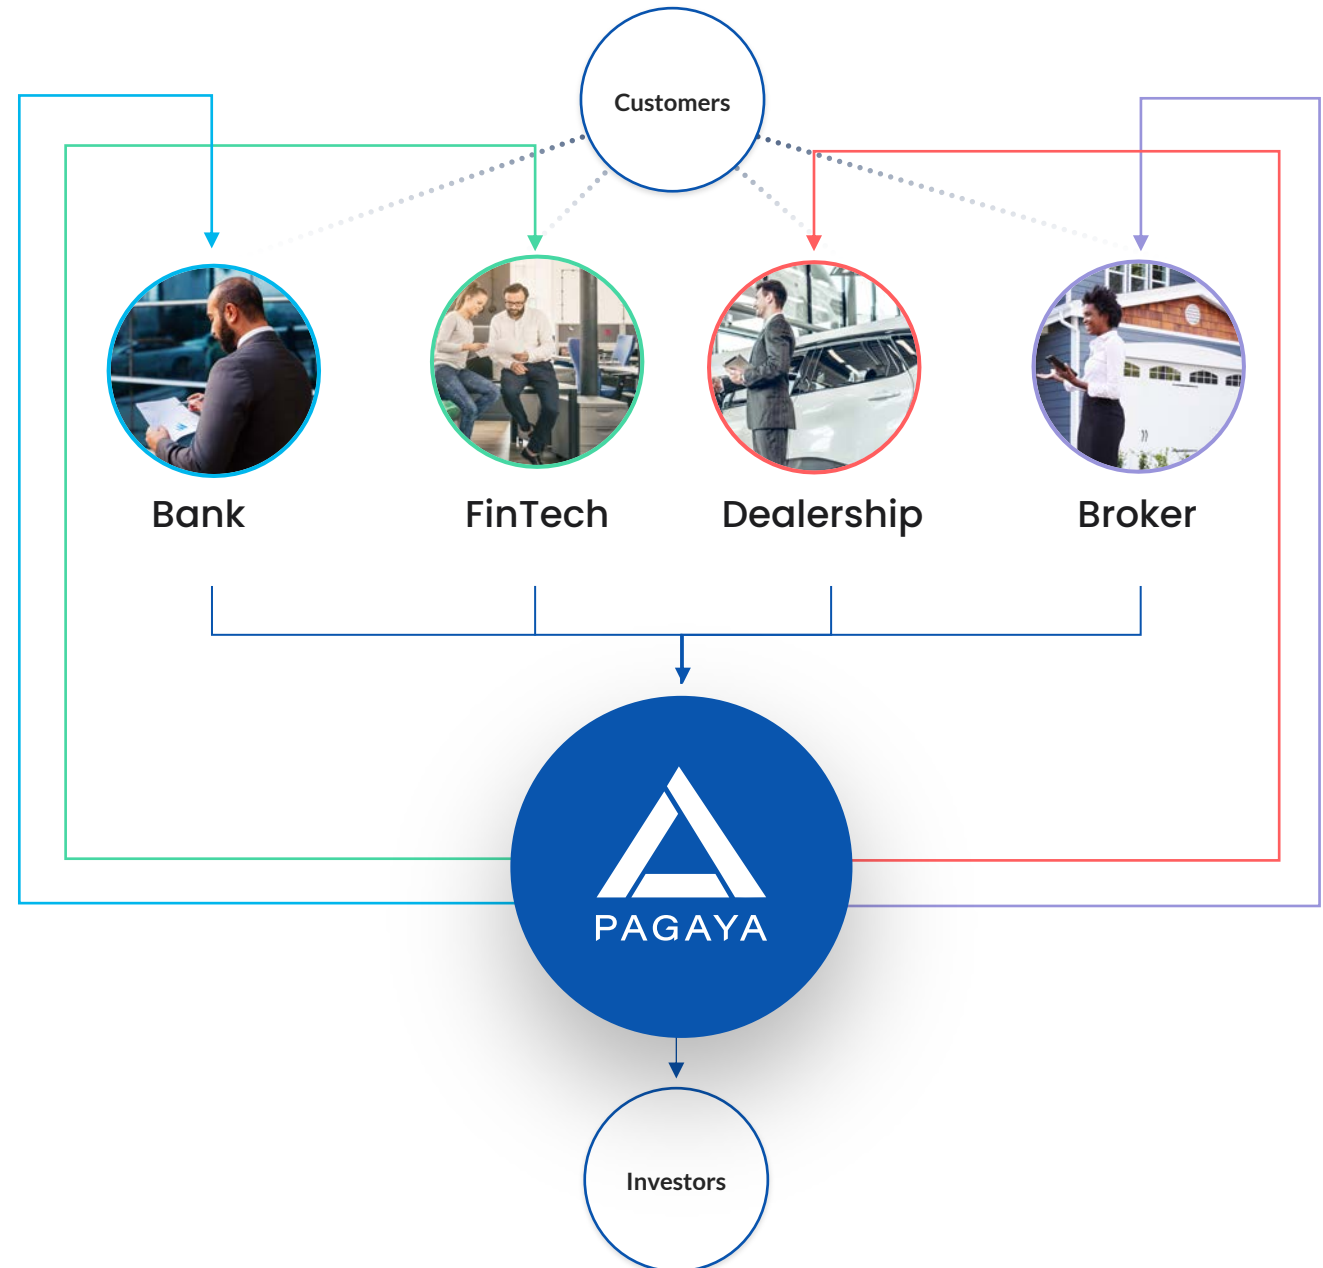 Customers
Bank
FinTech
Dealership
Broker
PAGAYA
Investors